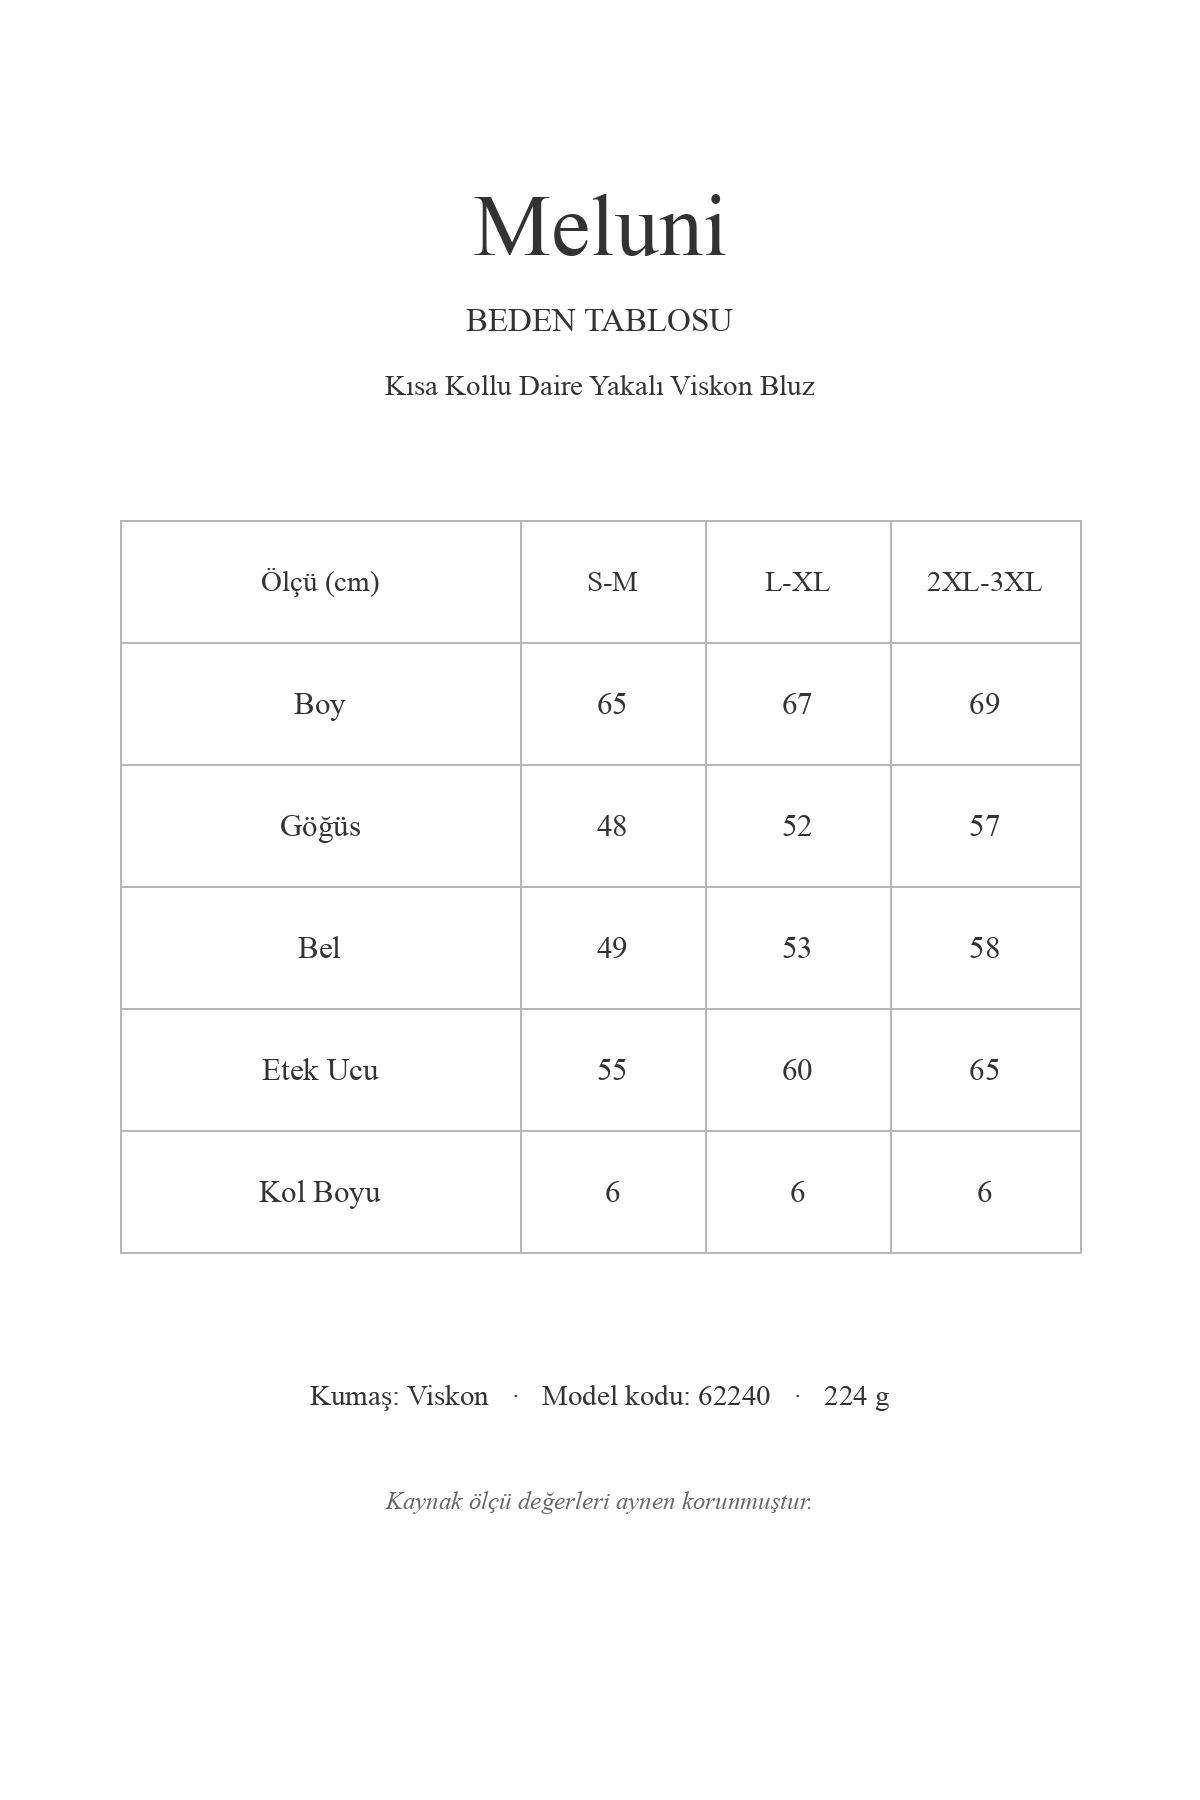 Meluni
BEDEN TABLOSU
Kısa Kollu Daire Yakalı Viskon Bluz
Ölçü (cm) S-M L-XL 2XL-3XL
Boy 65 67 69
Göğüs 48 52 57
Bel 49 53 58
Etek Ucu 55 60 65
Kol Boyu 6 6 6
Kumaş: Viskon · Model kodu: 62240 · 224 g
Kaynak ölçü değerleri aynen korunmuştur.